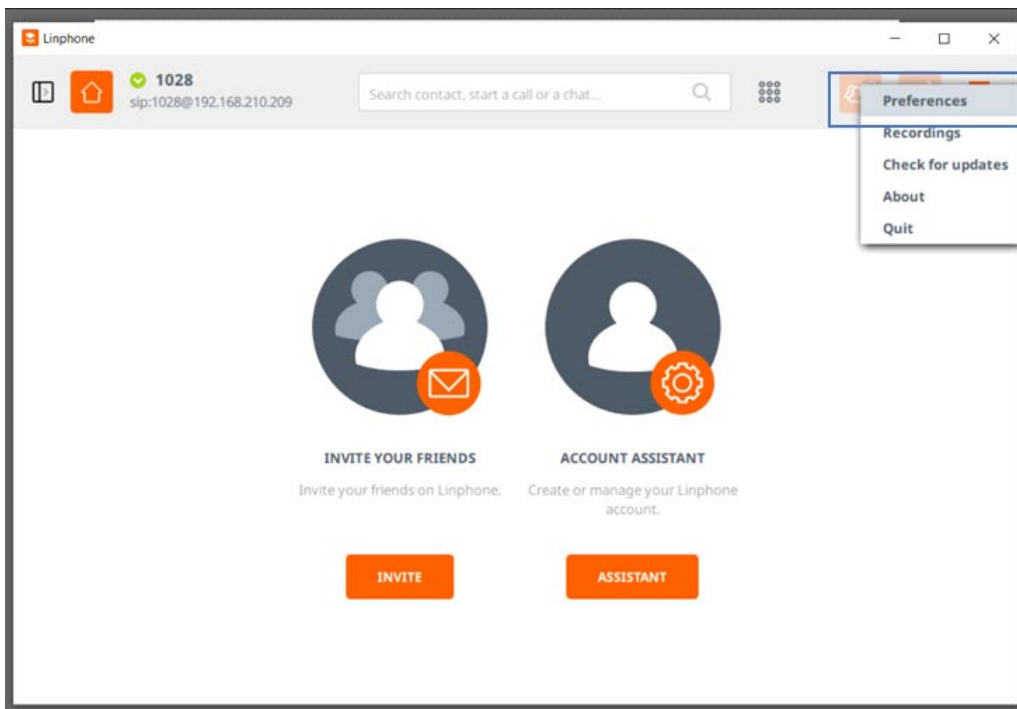 Linphone
1028
sip:1028@192.168.210.209
Search contact, start a call or a chat...
Preferences
Recordings
Check for updates
About
Quit
INVITE YOUR FRIENDS
Invite your friends on Linphone.
INVITE
ACCOUNT ASSISTANT
Create or manage your Linphone
account.
ASSISTANT